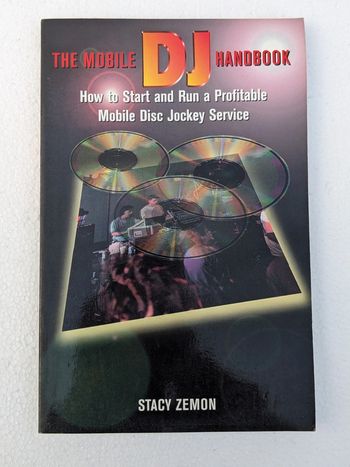 THE MOBILE DJ HANDBOOK
How to Start and Run a Profitable
Mobile Disc Jockey Service
STACY ZEMON